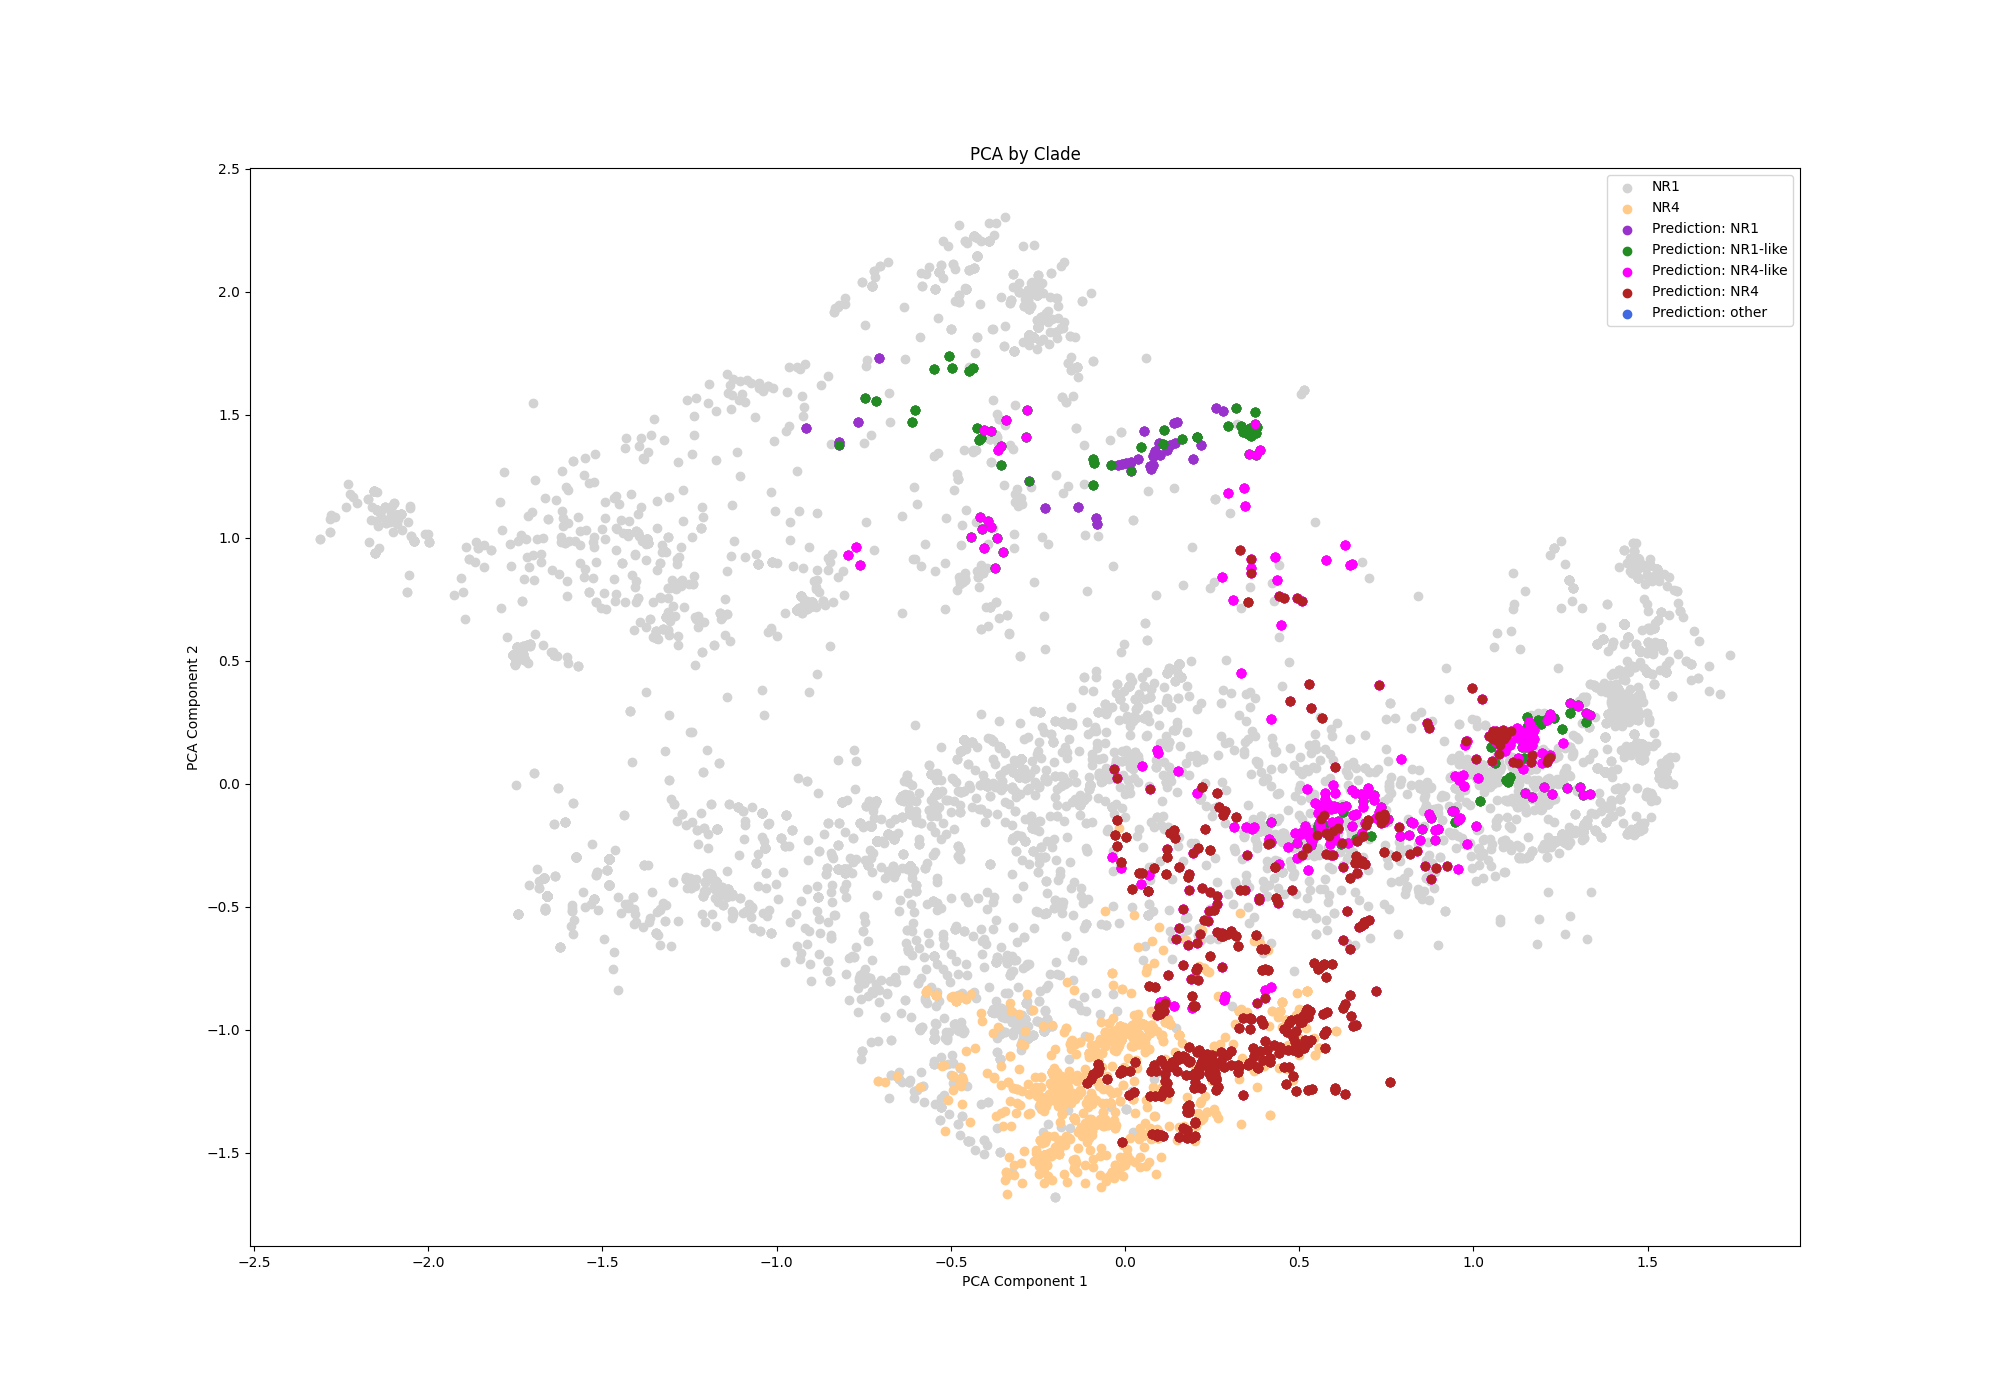 PCA by Clade
NR1
NR4
Prediction: NR1
Prediction: NR1-like
Prediction: NR4-like
Prediction: NR4
Prediction: other
2.5
2.0
1.5
1.0
0.5
0.0
−0.5
−1.0
−1.5
PCA Component 2
−2.5 −2.0 −1.5 −1.0 −0.5 0.0 0.5 1.0 1.5
PCA Component 1